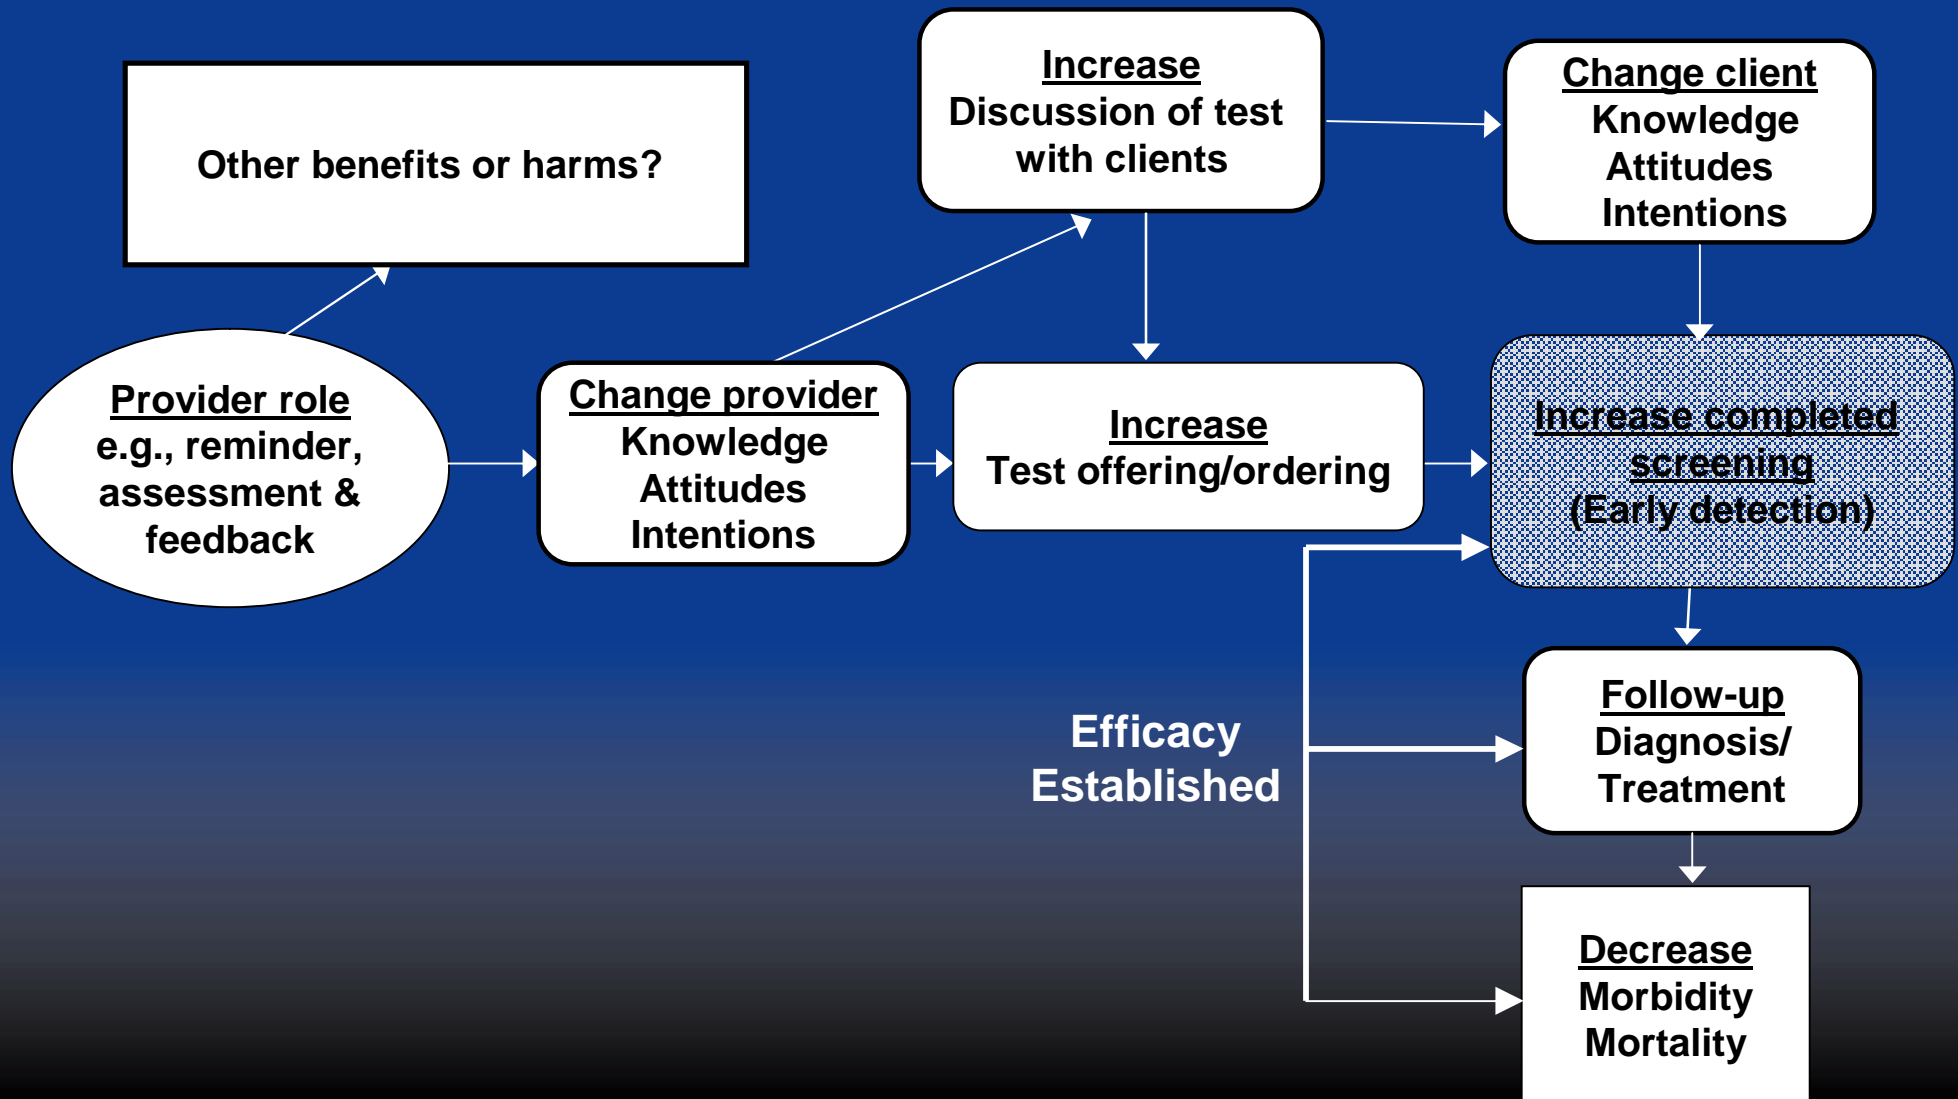 Other benefits or harms?
Increase
Discussion of test
with clients
Change client
Knowledge
Attitudes
Intentions
Provider role
e.g., reminder,
assessment &
feedback
Change provider
Knowledge
Attitudes
Intentions
Increase
Test offering/ordering
Increase completed
screening
(Early detection)
Efficacy
Established
Follow-up
Diagnosis/
Treatment
Decrease
Morbidity
Mortality